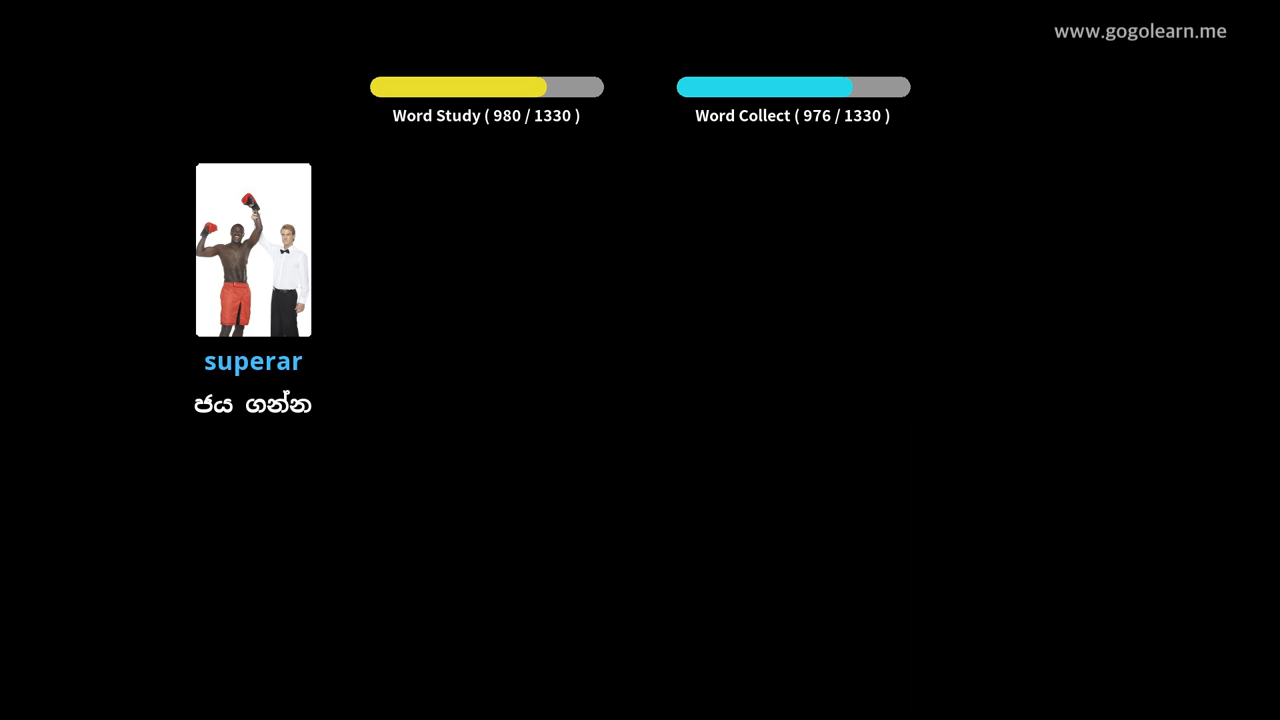 www.gogolearn.me
Word Study ( 980 / 1330 )
Word Collect ( 976 / 1330 )
superar
ජය ගන්න